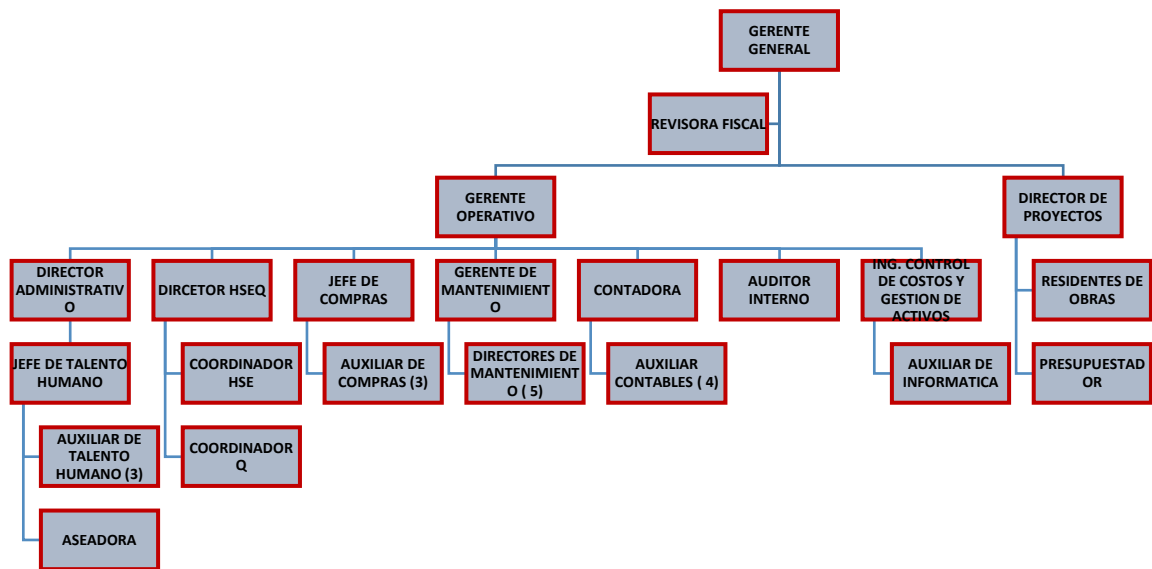 GERENTE
GENERAL
REVISORA FISCAL
GERENTE
OPERATIVO
DIRECTOR DE
PROYECTOS
DIRECTOR
ADMINISTRATIV
O
DIRCETOR HSEQ
JEFE DE
COMPRAS
GERENTE DE
MANTENIMIENT
O
CONTADORA
AUDITOR
INTERNO
ING. CONTROL
DE COSTOS Y
GESTION DE
ACTIVOS
RESIDENTES DE
OBRAS
JEFE DE TALENTO
HUMANO
COORDINADOR
HSE
AUXILIAR DE
COMPRAS (3)
DIRECTORES DE
MANTENIMIENT
O ( 5)
AUXILIAR
CONTABLES ( 4)
AUXILIAR DE
INFORMATICA
PRESUPUESTAD
OR
AUXILIAR DE
TALENTO
HUMANO (3)
COORDINADOR
Q
ASEADORA